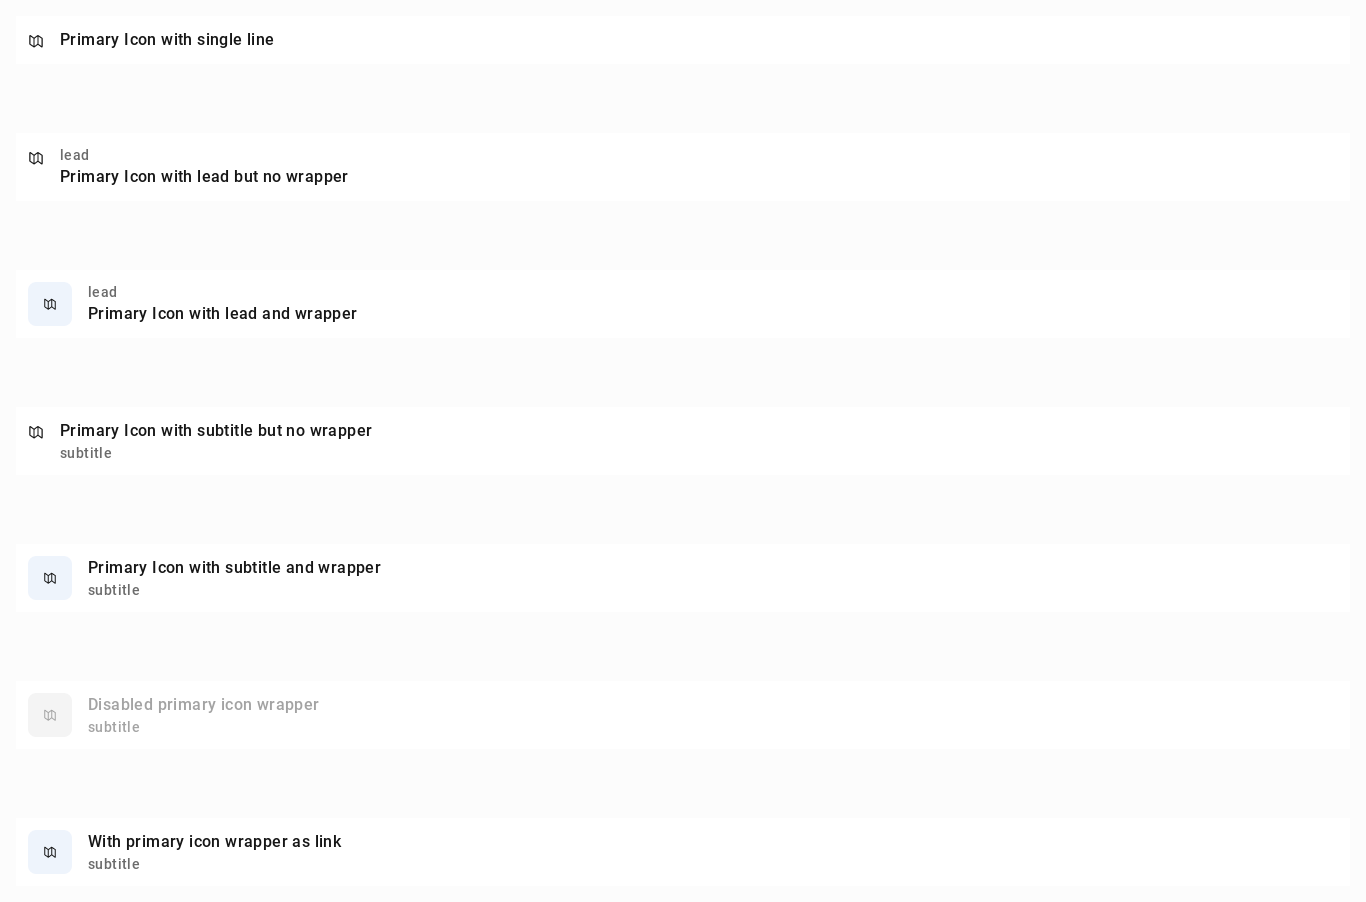 Primary Icon with single line
lead
Primary Icon with lead but no wrapper
lead
Primary Icon with lead and wrapper
Primary Icon with subtitle but no wrapper
subtitle
Primary Icon with subtitle and wrapper
subtitle
Disabled primary icon wrapper
subtitle
With primary icon wrapper as link
subtitle